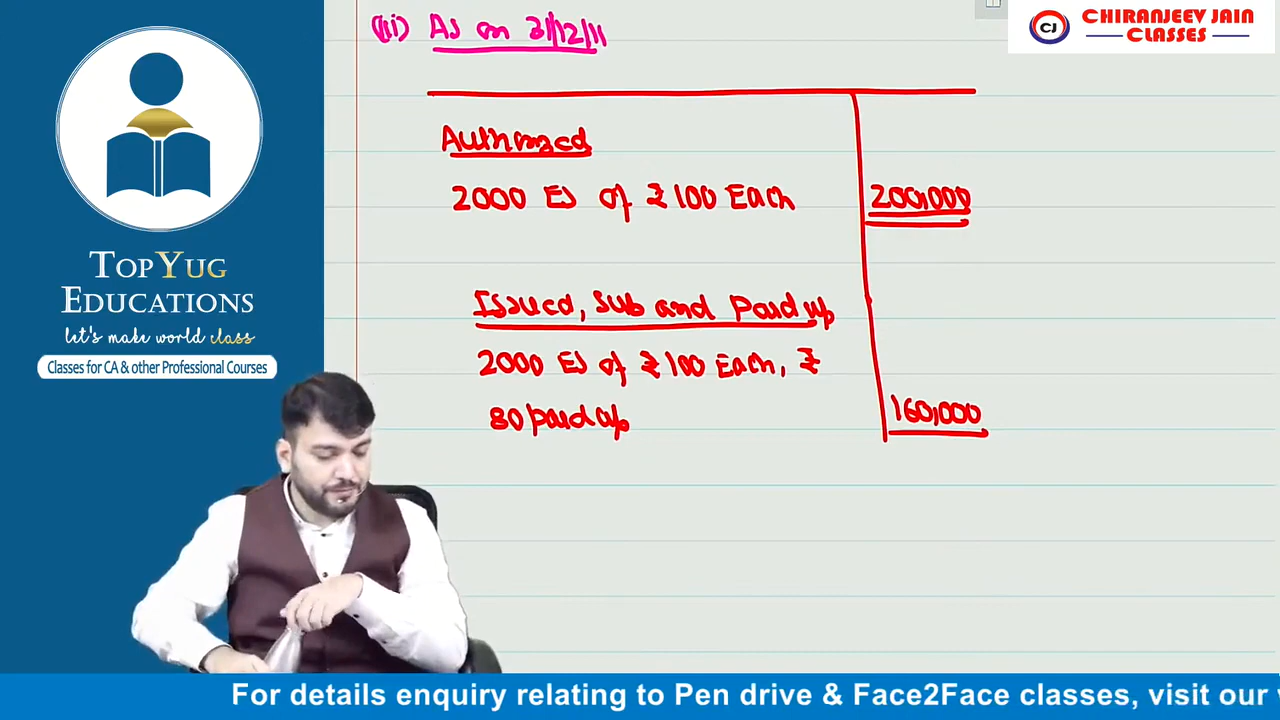 (iii) As on 31/12/11
CJ
CHIRANJEEV JAIN
CLASSES
Authorized
2000 ES of ₹100 Each 200,000
Issued, Sub and Paid up
2000 ES of ₹100 Each, ₹
80 paid up 160,000
TOPYUG
EDUCATIONS
let's make world class
Classes for CA & other Professional Courses
For details enquiry relating to Pen drive & Face2Face classes, visit our